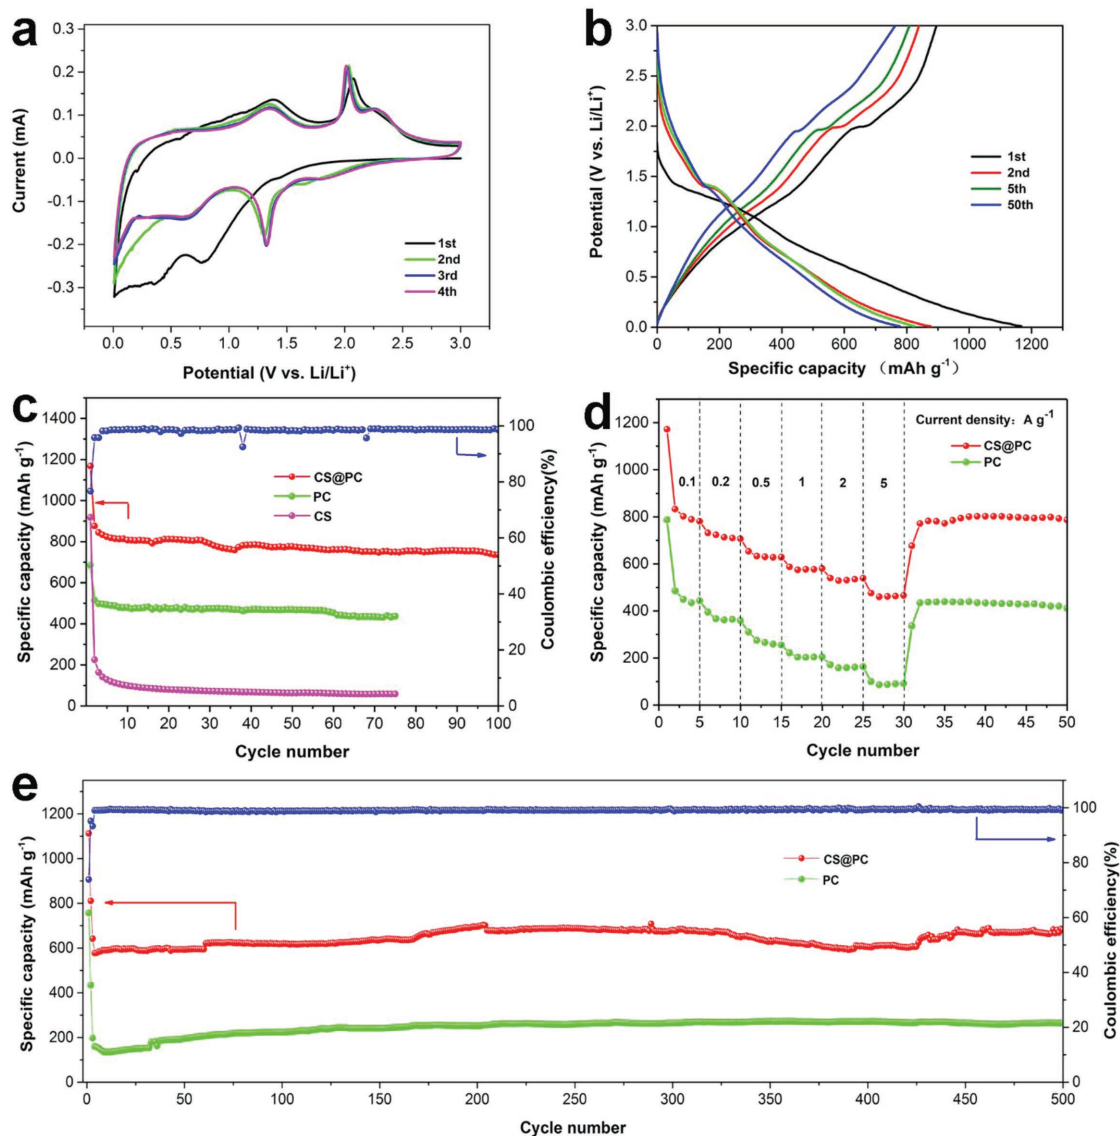 a
0.3
0.2
0.1
0.0
-0.1
-0.2
-0.3
Current (mA)
1st
2nd
3rd
4th
0.0 0.5 1.0 1.5 2.0 2.5 3.0
Potential (V vs. Li/Li⁺)
b
3.0
2.5
2.0
1.5
1.0
0.5
0.0
Potential (V vs. Li/Li⁺)
1st
2nd
5th
50th
0 200 400 600 800 1000 1200
Specific capacity （mAh g⁻¹）
c
1400
1200
1000
800
600
400
200
0
Specific capacity (mAh g⁻¹)
CS@PC
PC
CS
100
80
60
40
20
0
Coulombic efficiency(%)
10 20 30 40 50 60 70 80 90 100
Cycle number
d
1200
1000
800
600
400
200
0
Specific capacity (mAh g⁻¹)
Current density：A g⁻¹
CS@PC
PC
0.1 0.2 0.5 1 2 5
0 5 10 15 20 25 30 35 40 45 50
Cycle number
e
1200
1000
800
600
400
200
0
Specific capacity (mAh g⁻¹)
CS@PC
PC
100
80
60
40
20
0
Coulombic efficiency(%)
0 50 100 150 200 250 300 350 400 450 500
Cycle number